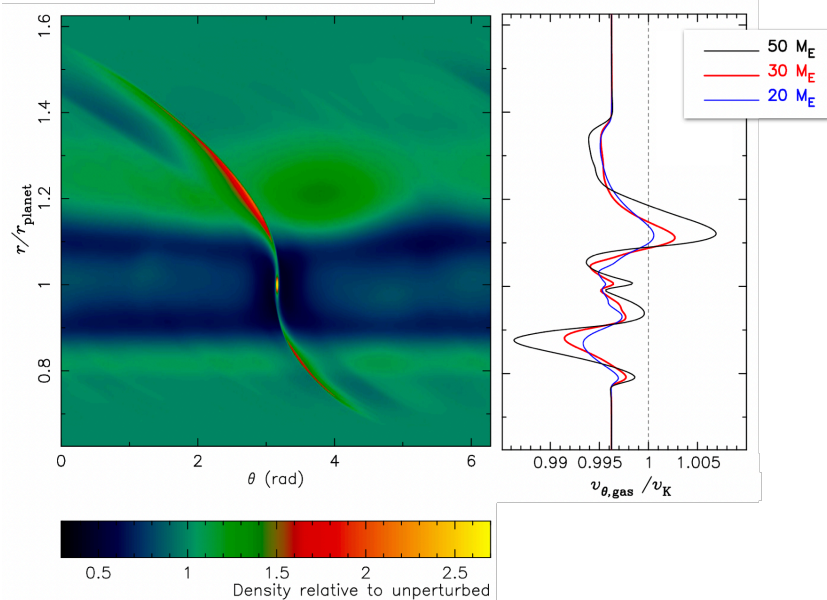 1.6
1.4
1.2
1
0.8
r/r_planet
0 2 4 6
θ (rad)
50 M_E
30 M_E
20 M_E
0.99 0.995 1 1.005
v_θ,gas /v_K
0.5 1 1.5 2 2.5
Density relative to unperturbed